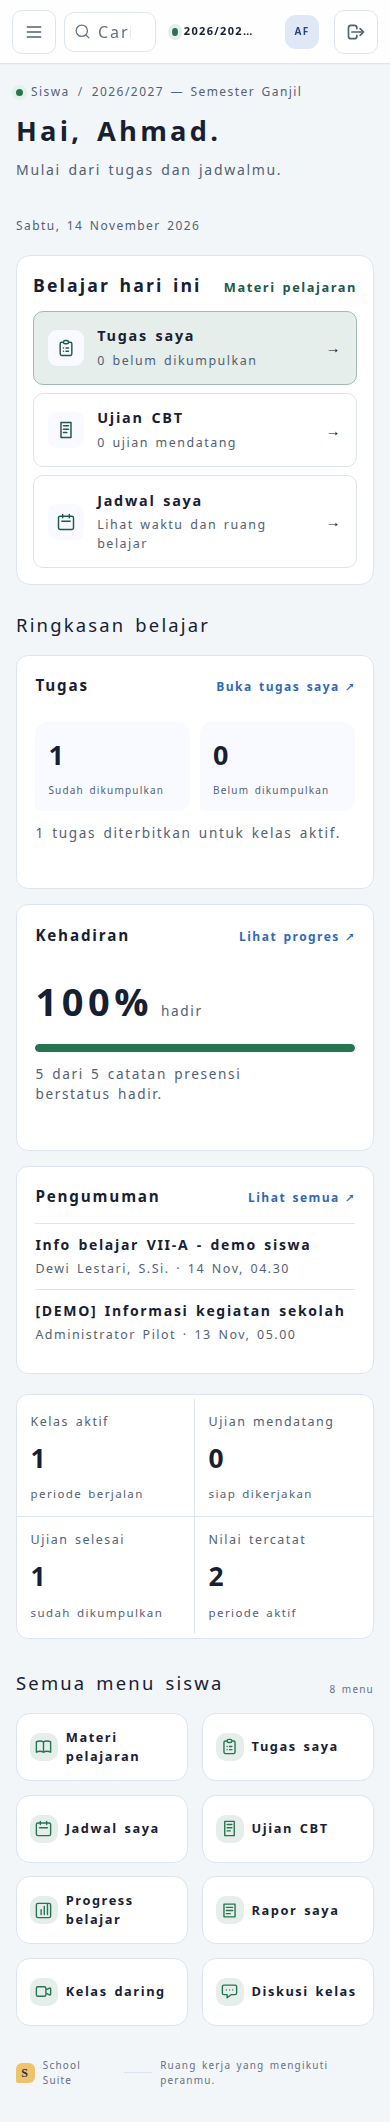 Car
2026/202…
AF
Siswa / 2026/2027 — Semester Ganjil
Hai, Ahmad.
Mulai dari tugas dan jadwalmu.
Sabtu, 14 November 2026
Belajar hari ini
Materi pelajaran
Tugas saya
0 belum dikumpulkan
→
Ujian CBT
0 ujian mendatang
→
Jadwal saya
Lihat waktu dan ruang
belajar
→
Ringkasan belajar
Tugas
Buka tugas saya ↗
1
Sudah dikumpulkan
0
Belum dikumpulkan
1 tugas diterbitkan untuk kelas aktif.
Kehadiran
Lihat progres ↗
100% hadir
5 dari 5 catatan presensi
berstatus hadir.
Pengumuman
Lihat semua ↗
Info belajar VII-A - demo siswa
Dewi Lestari, S.Si. · 14 Nov, 04.30
[DEMO] Informasi kegiatan sekolah
Administrator Pilot · 13 Nov, 05.00
Kelas aktif
1
periode berjalan
Ujian mendatang
0
siap dikerjakan
Ujian selesai
1
sudah dikumpulkan
Nilai tercatat
2
periode aktif
Semua menu siswa
8 menu
Materi
pelajaran
Tugas saya
Jadwal saya
Ujian CBT
Progress
belajar
Rapor saya
Kelas daring
Diskusi kelas
S
School
Suite
Ruang kerja yang mengikuti
peranmu.